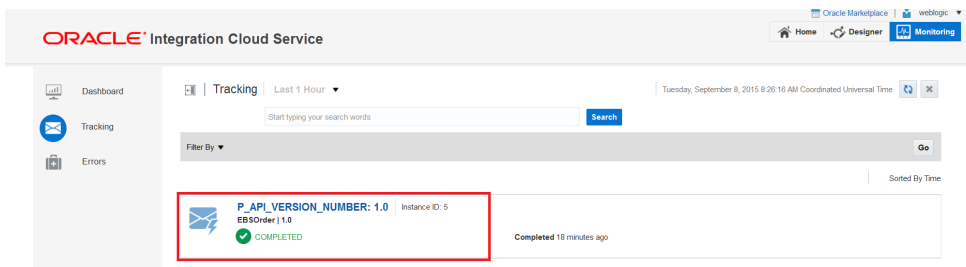 Oracle Marketplace | weblogic ▼
ORACLE® Integration Cloud Service
Home Designer Monitoring
Dashboard
Tracking
Errors
Tracking Last 1 Hour ▼
Tuesday, September 8, 2015 8:26:16 AM Coordinated Universal Time
Start typing your search words Search
Filter By ▼ Go
Sorted By Time
P_API_VERSION_NUMBER: 1.0 Instance ID: 5
EBSOrder | 1.0
COMPLETED Completed 18 minutes ago